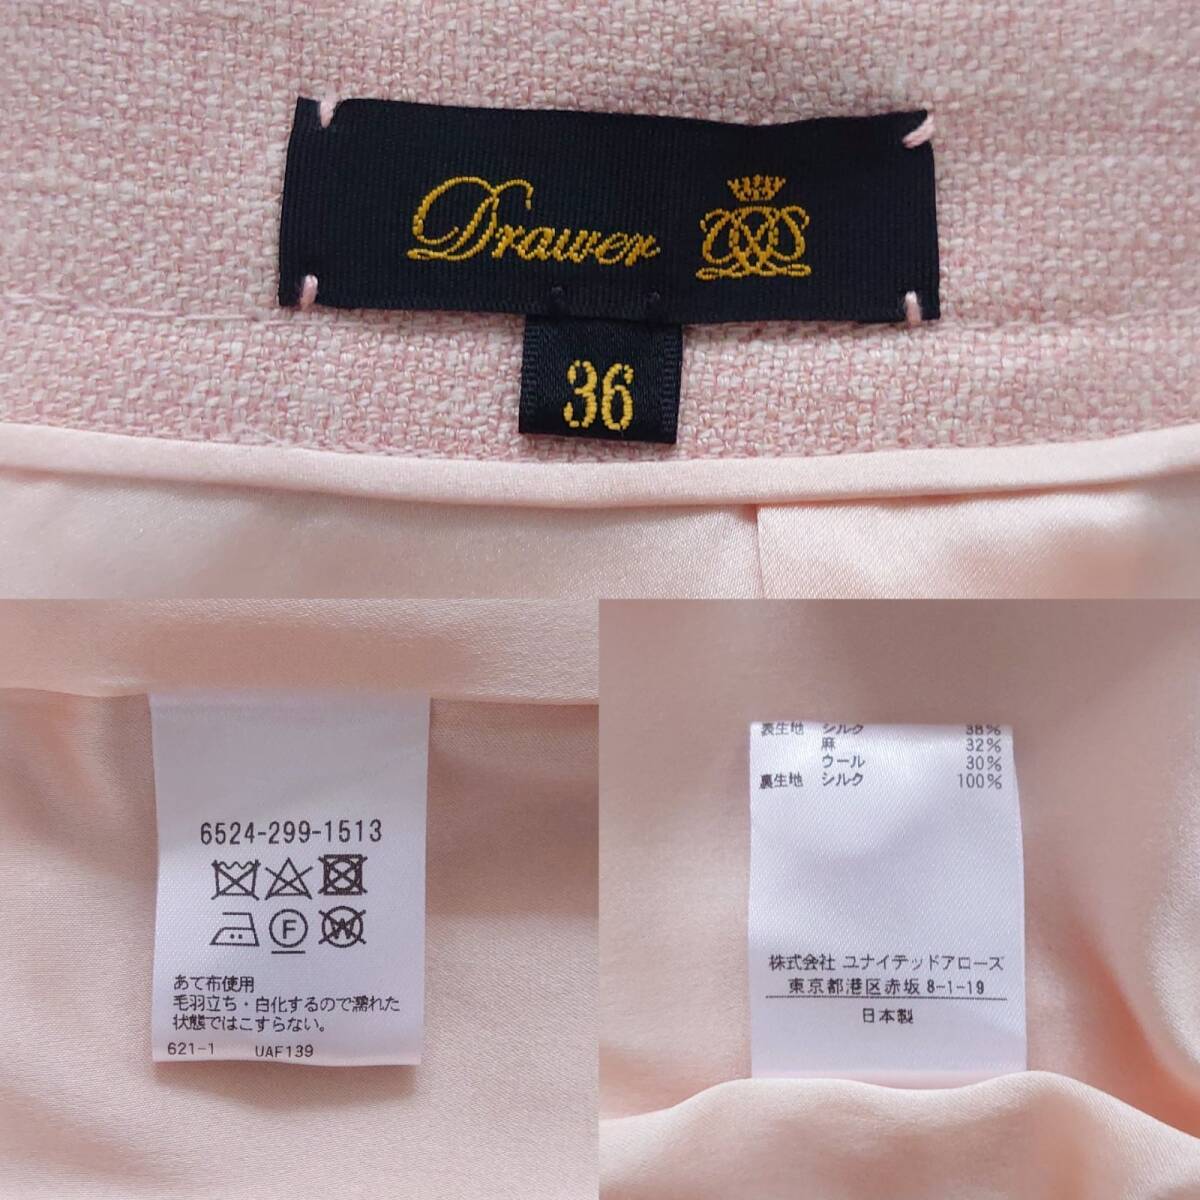 Drawer
36
6524-299-1513
F
W
あて布使用
毛羽立ち・白化するので濡れた
状態ではこすらない。
621-1 UAF139
表生地 シルク 38%
麻 32%
ウール 30%
裏生地 シルク 100%
株式会社 ユナイテッドアローズ
東京都港区赤坂 8-1-19
日本製